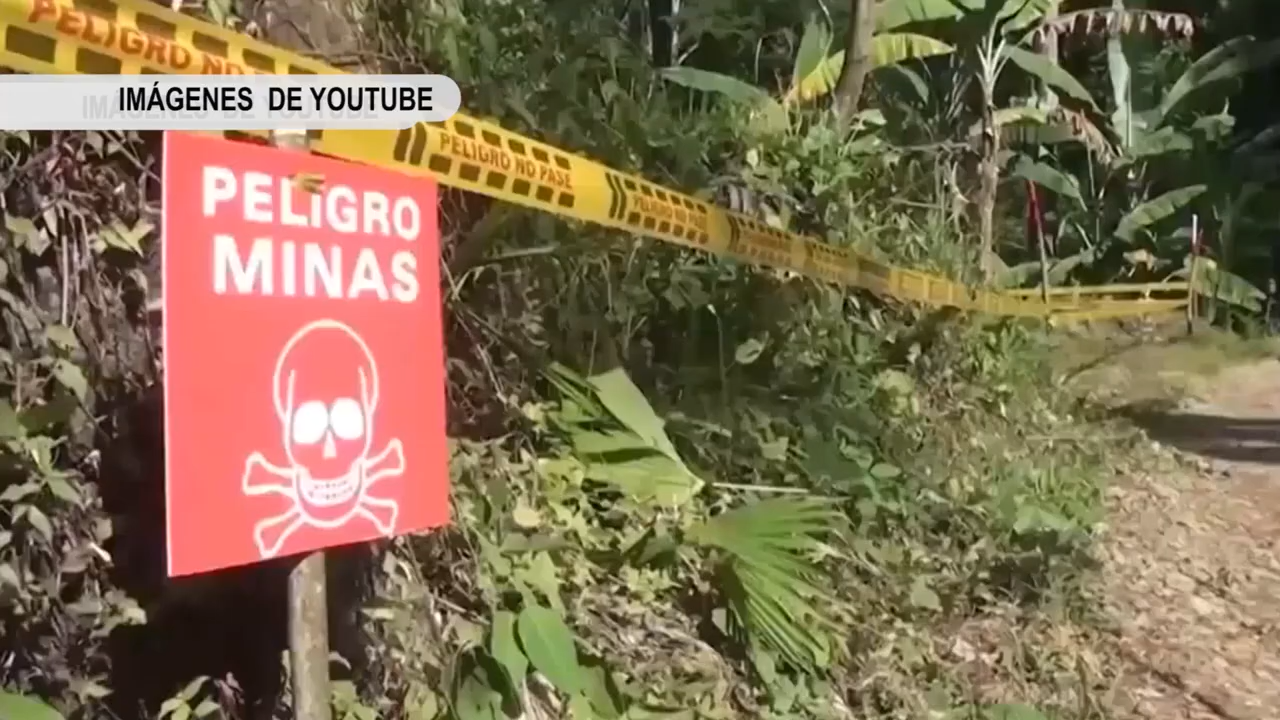 PELIGRO NO PASE
IMÁGENES DE YOUTUBE
PELIGRO NO PASE
PELIGRO NO PASE
PELIGRO
MINAS